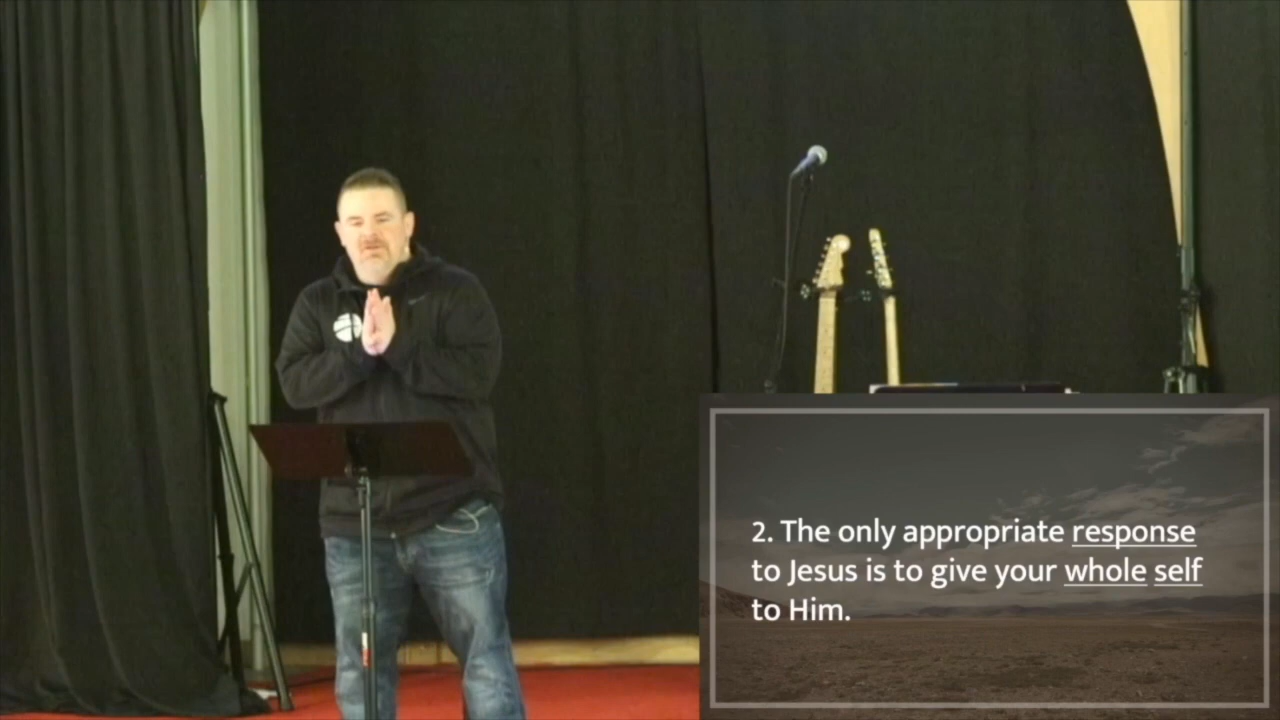 2. The only appropriate response
to Jesus is to give your whole self
to Him.